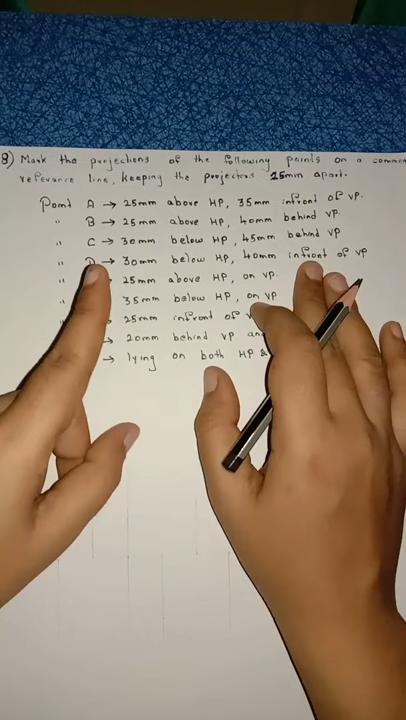 8) Mark the projections of the following points on a common
reference line, keeping the projectors 25mm apart.
Point A → 25mm above HP, 35mm infront of VP.
" B → 25mm above HP, 40mm behind VP.
" C → 30mm below HP, 45mm behind VP
" D → 30mm below HP, 40mm infront of VP
" 25mm above HP, on VP.
" 35mm below HP, on VP
" 25mm infront of
→ 20mm behind VP
→ lying on both HP &